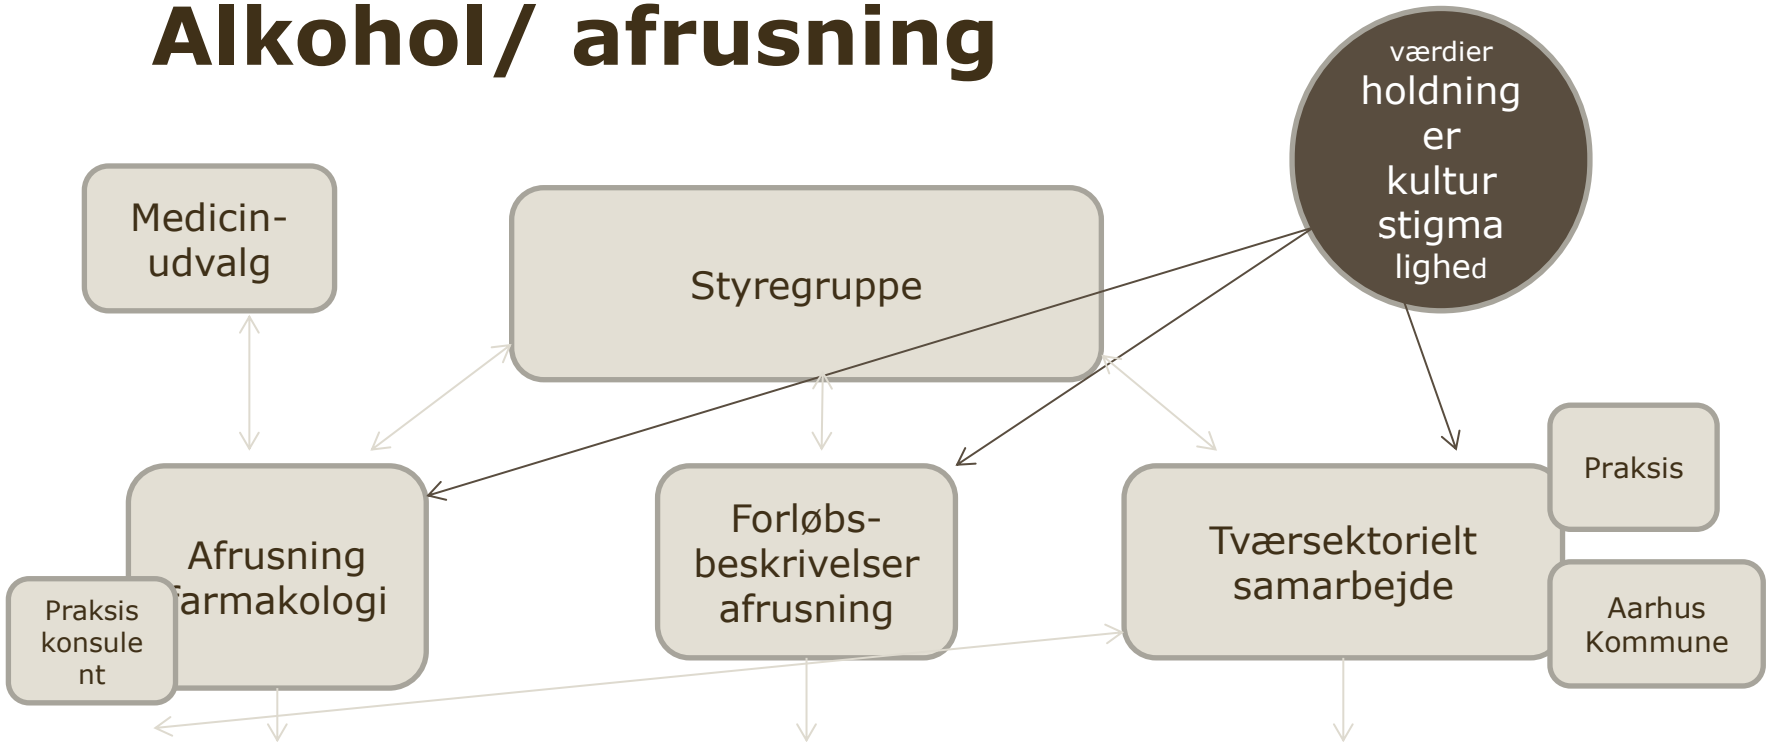 Alkohol/ afrusning
værdier
holdning
er
kultur
stigma
lighed
Medicin-
udvalg
Styregruppe
Praksis
Afrusning
farmakologi
Forløbs-
beskrivelser
afrusning
Tværsektorielt
samarbejde
Praksis
konsule
nt
Aarhus
Kommune